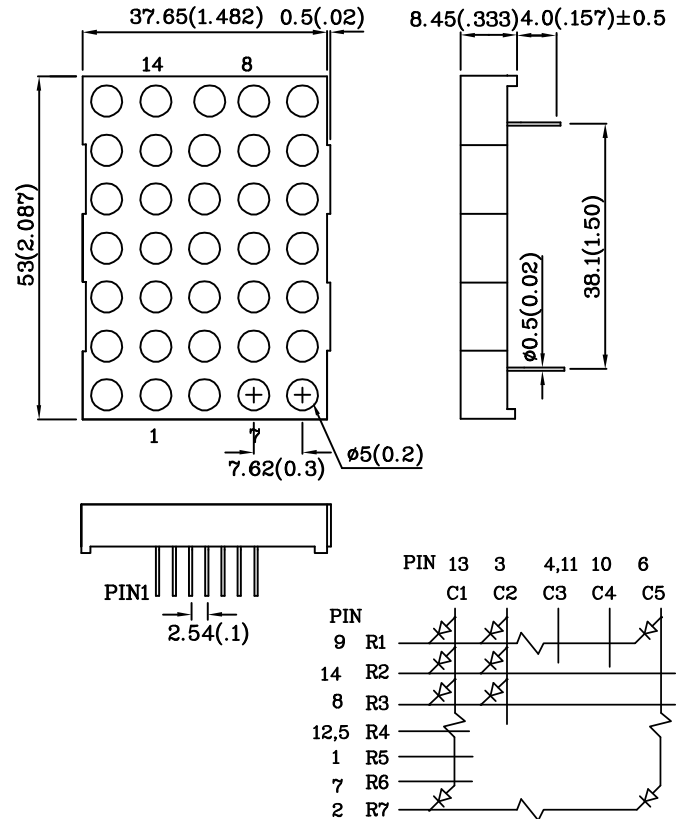 37.65(1.482) 0.5(.02) 8.45(.333) 4.0(.157)±0.5
14 8
53(2.087)
38.1(1.50)
ø0.5(0.02)
1 7
7.62(0.3) ø5(0.2)
PIN1
2.54(.1)
PIN 13 3 4,11 10 6
C1 C2 C3 C4 C5
PIN
9 R1
14 R2
8 R3
12,5 R4
1 R5
7 R6
2 R7